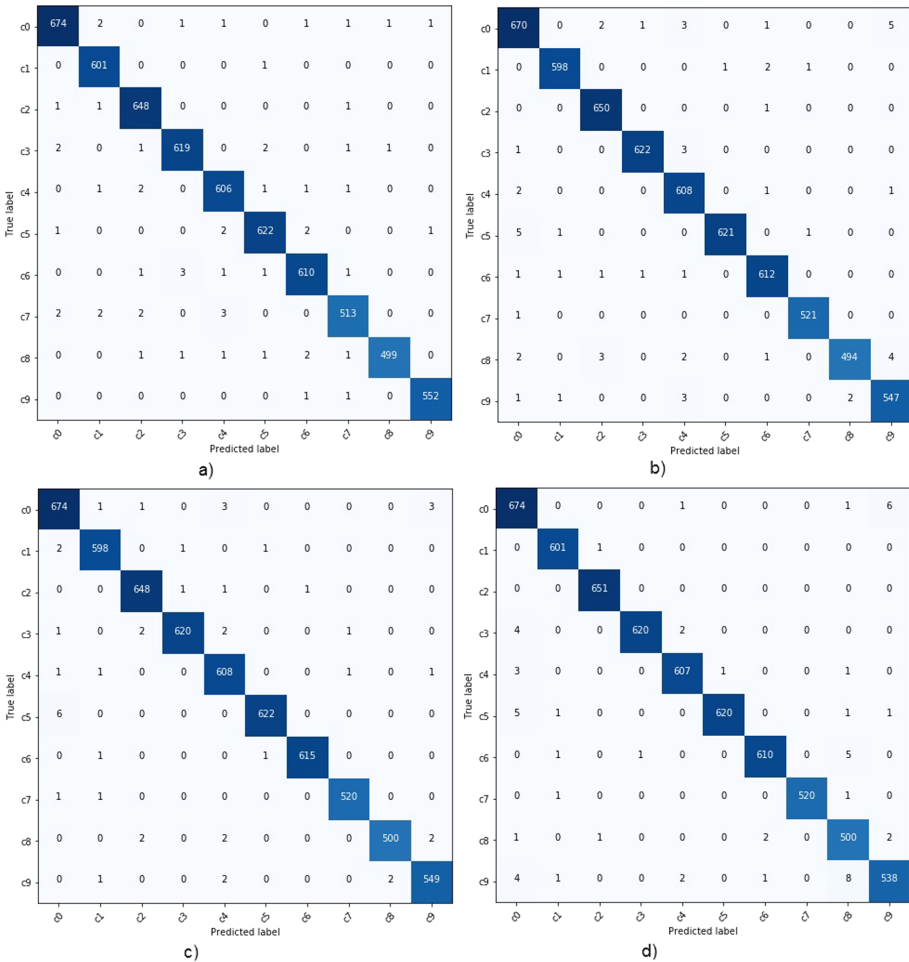 c0 674 2 0 1 1 0 1 1 1 1
c1 0 601 0 0 0 1 0 0 0 0
c2 1 1 648 0 0 0 0 1 0 0
c3 2 0 1 619 0 2 0 1 1 0
c4 0 1 2 0 606 1 1 1 0 0
c5 1 0 0 0 2 622 2 0 0 1
c6 0 0 1 3 1 1 610 1 0 0
c7 2 2 2 0 3 0 0 513 0 0
c8 0 0 1 1 1 1 2 1 499 0
c9 0 0 0 0 0 0 1 1 0 552
True label
c0 c1 c2 c3 c4 c5 c6 c7 c8 c9
Predicted label
a)
c0 670 0 2 1 3 0 1 0 0 5
c1 0 598 0 0 0 1 2 1 0 0
c2 0 0 650 0 0 0 1 0 0 0
c3 1 0 0 622 3 0 0 0 0 0
c4 2 0 0 0 608 0 1 0 0 1
c5 5 1 0 0 0 621 0 1 0 0
c6 1 1 1 1 1 0 612 0 0 0
c7 1 0 0 0 0 0 0 521 0 0
c8 2 0 3 0 2 0 1 0 494 4
c9 1 1 0 0 3 0 0 0 2 547
True label
c0 c1 c2 c3 c4 c5 c6 c7 c8 c9
Predicted label
b)
c0 674 1 1 0 3 0 0 0 0 3
c1 2 598 0 1 0 1 0 0 0 0
c2 0 0 648 1 1 0 1 0 0 0
c3 1 0 2 620 2 0 0 1 0 0
c4 1 1 0 0 608 0 0 1 0 1
c5 6 0 0 0 0 622 0 0 0 0
c6 0 1 0 0 0 1 615 0 0 0
c7 1 1 0 0 0 0 0 520 0 0
c8 0 0 2 0 2 0 0 0 500 2
c9 0 1 0 0 2 0 0 0 2 549
True label
c0 c1 c2 c3 c4 c5 c6 c7 c8 c9
Predicted label
c)
c0 674 0 0 0 1 0 0 0 1 6
c1 0 601 1 0 0 0 0 0 0 0
c2 0 0 651 0 0 0 0 0 0 0
c3 4 0 0 620 2 0 0 0 0 0
c4 3 0 0 0 607 1 0 0 1 0
c5 5 1 0 0 0 620 0 0 1 1
c6 0 1 0 1 0 0 610 0 5 0
c7 0 1 0 0 0 0 0 520 1 0
c8 1 0 1 0 0 0 2 0 500 2
c9 4 1 0 0 2 0 1 0 8 538
True label
c0 c1 c2 c3 c4 c5 c6 c7 c8 c9
Predicted label
d)